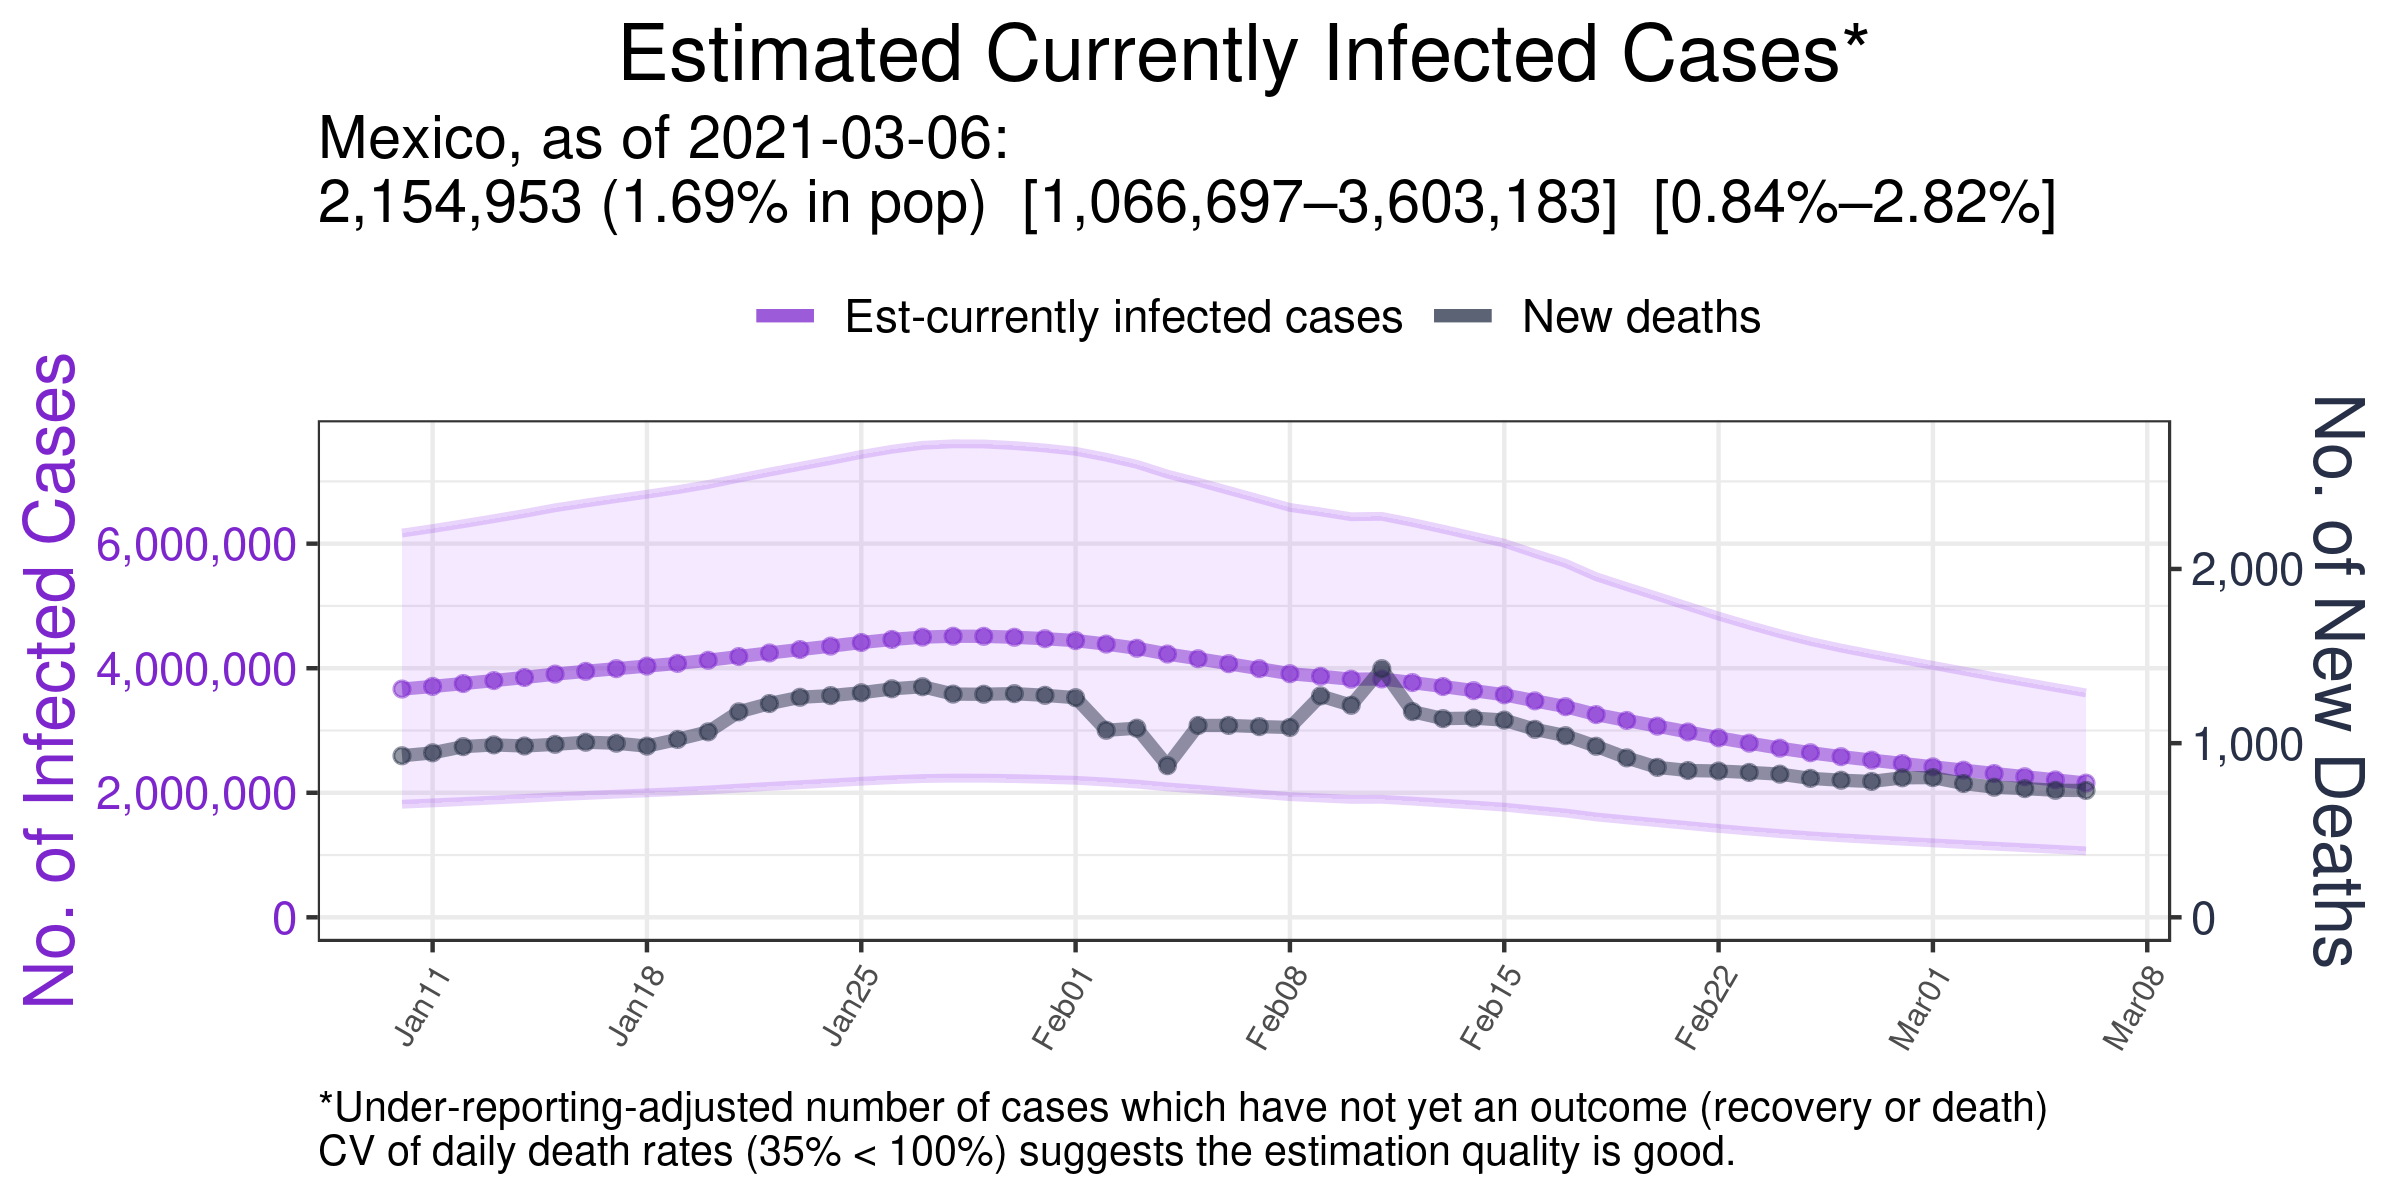 Estimated Currently Infected Cases*
Mexico, as of 2021-03-06:
2,154,953 (1.69% in pop)  [1,066,697–3,603,183]  [0.84%–2.82%]
Est-currently infected cases
New deaths
No. of Infected Cases
6,000,000
4,000,000
2,000,000
0
2,000
1,000
0
No. of New Deaths
Jan11
Jan18
Jan25
Feb01
Feb08
Feb15
Feb22
Mar01
Mar08
*Under-reporting-adjusted number of cases which have not yet an outcome (recovery or death)
CV of daily death rates (35% < 100%) suggests the estimation quality is good.